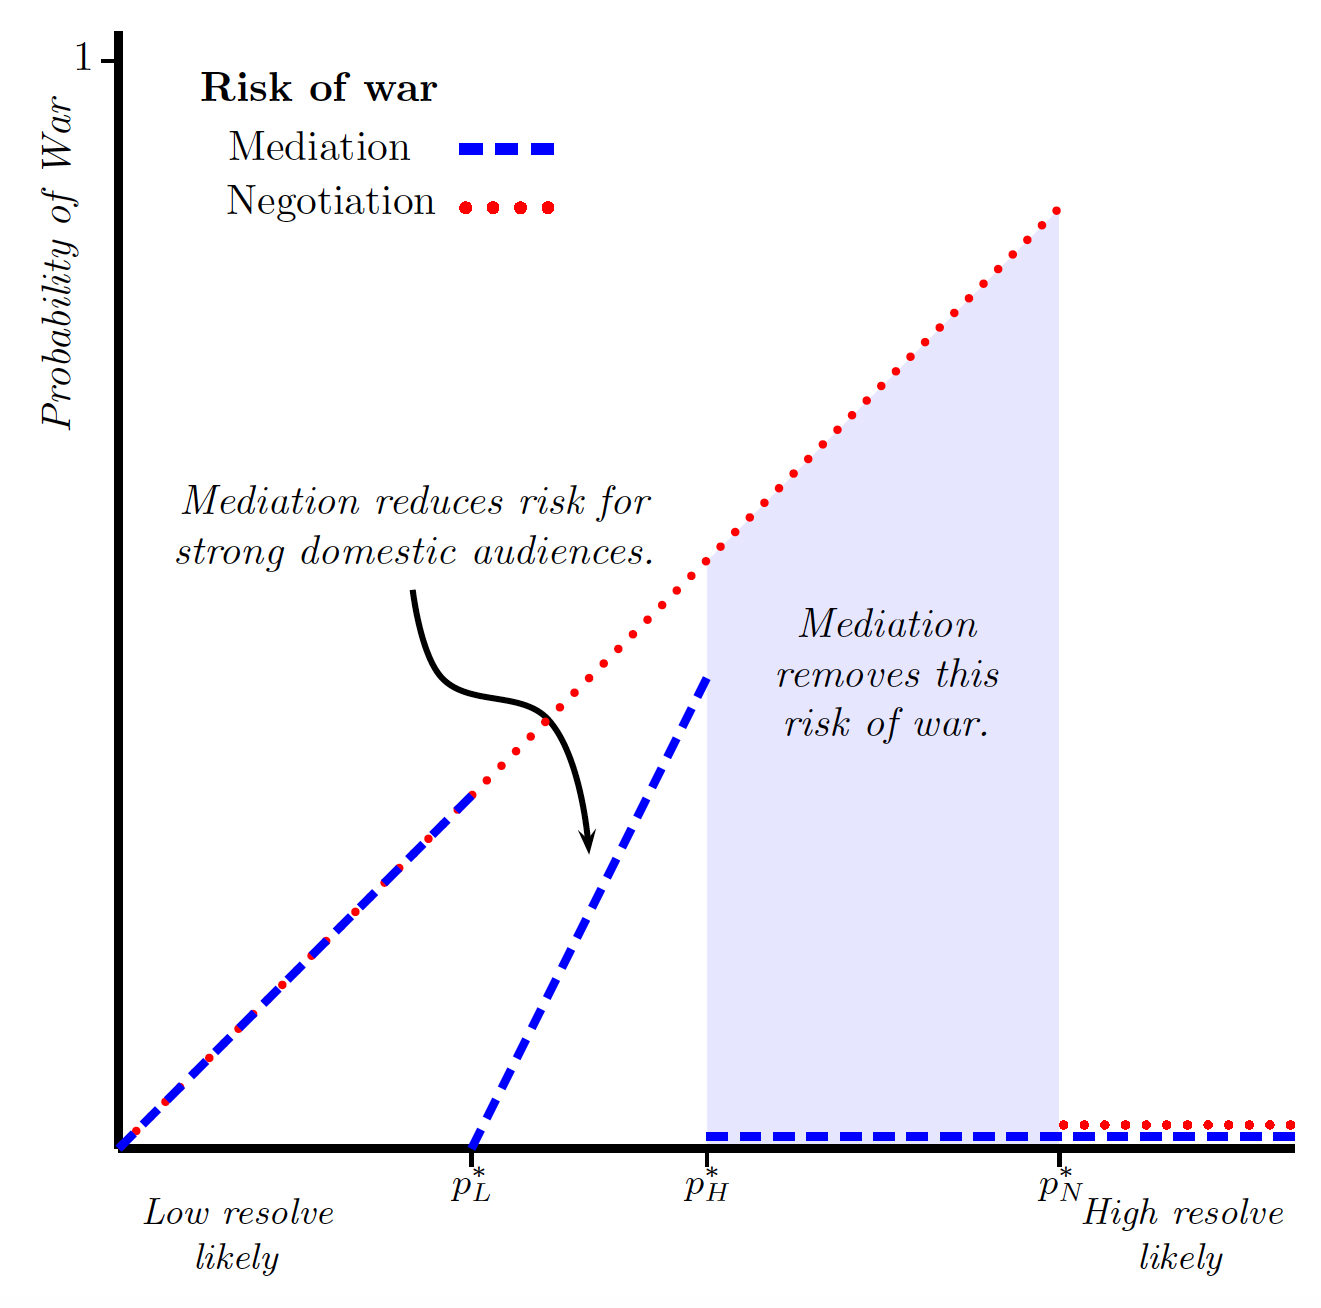 1
Probability of War
Risk of war
Mediation
Negotiation
Mediation reduces risk for
strong domestic audiences.
Mediation
removes this
risk of war.
p*L
p*H
p*N
Low resolve
likely
High resolve
likely